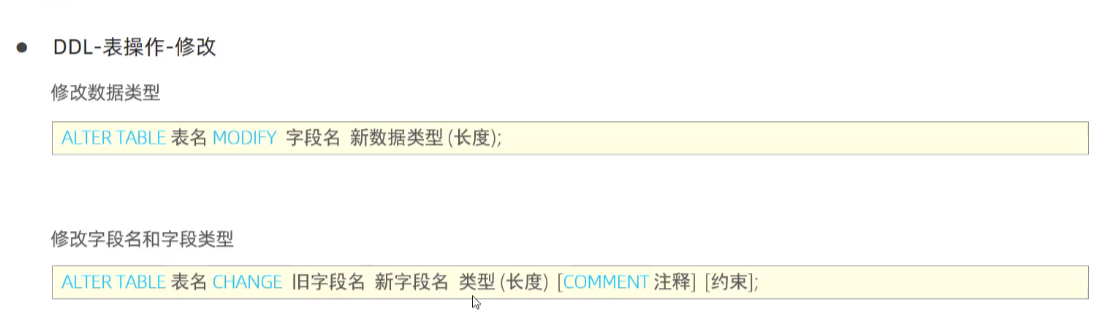 DDL-表操作-修改
修改数据类型
ALTER TABLE 表名 MODIFY 字段名 新数据类型 (长度);
修改字段名和字段类型
ALTER TABLE 表名 CHANGE 旧字段名 新字段名 类型 (长度) [COMMENT 注释] [约束];